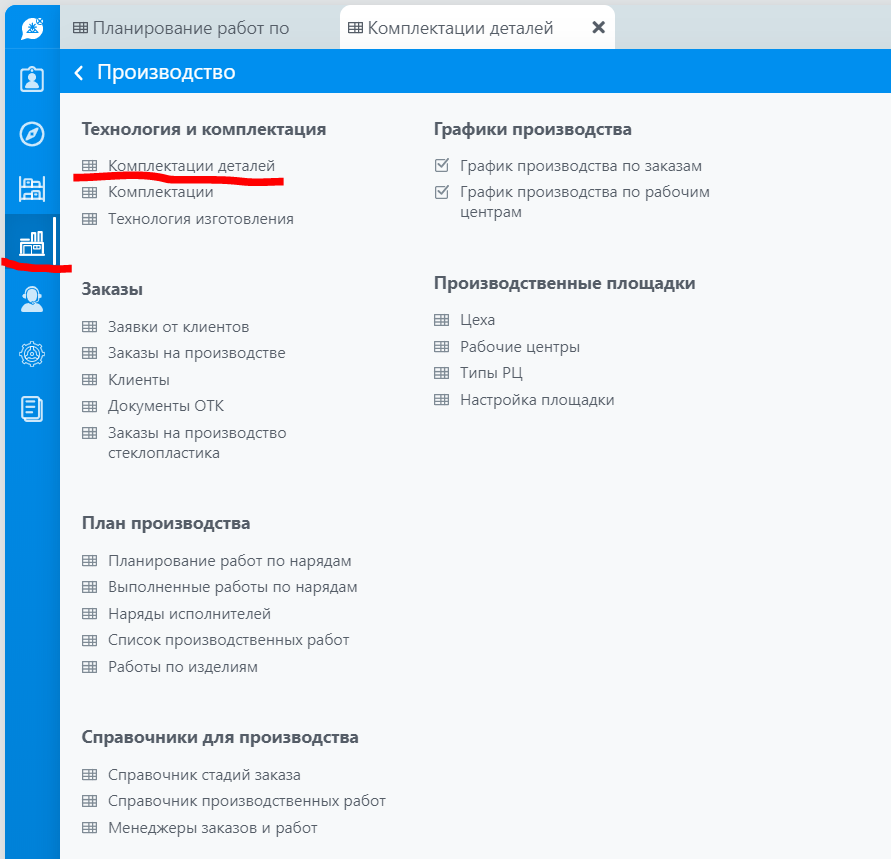 Планирование работ по
Комплектации деталей
Производство
Технология и комплектация
Комплектации деталей
Комплектации
Технология изготовления
Заказы
Заявки от клиентов
Заказы на производстве
Клиенты
Документы ОТК
Заказы на производство
стеклопластика
План производства
Планирование работ по нарядам
Выполненные работы по нарядам
Наряды исполнителей
Список производственных работ
Работы по изделиям
Справочники для производства
Справочник стадий заказа
Справочник производственных работ
Менеджеры заказов и работ
Графики производства
График производства по заказам
График производства по рабочим
центрам
Производственные площадки
Цеха
Рабочие центры
Типы РЦ
Настройка площадки